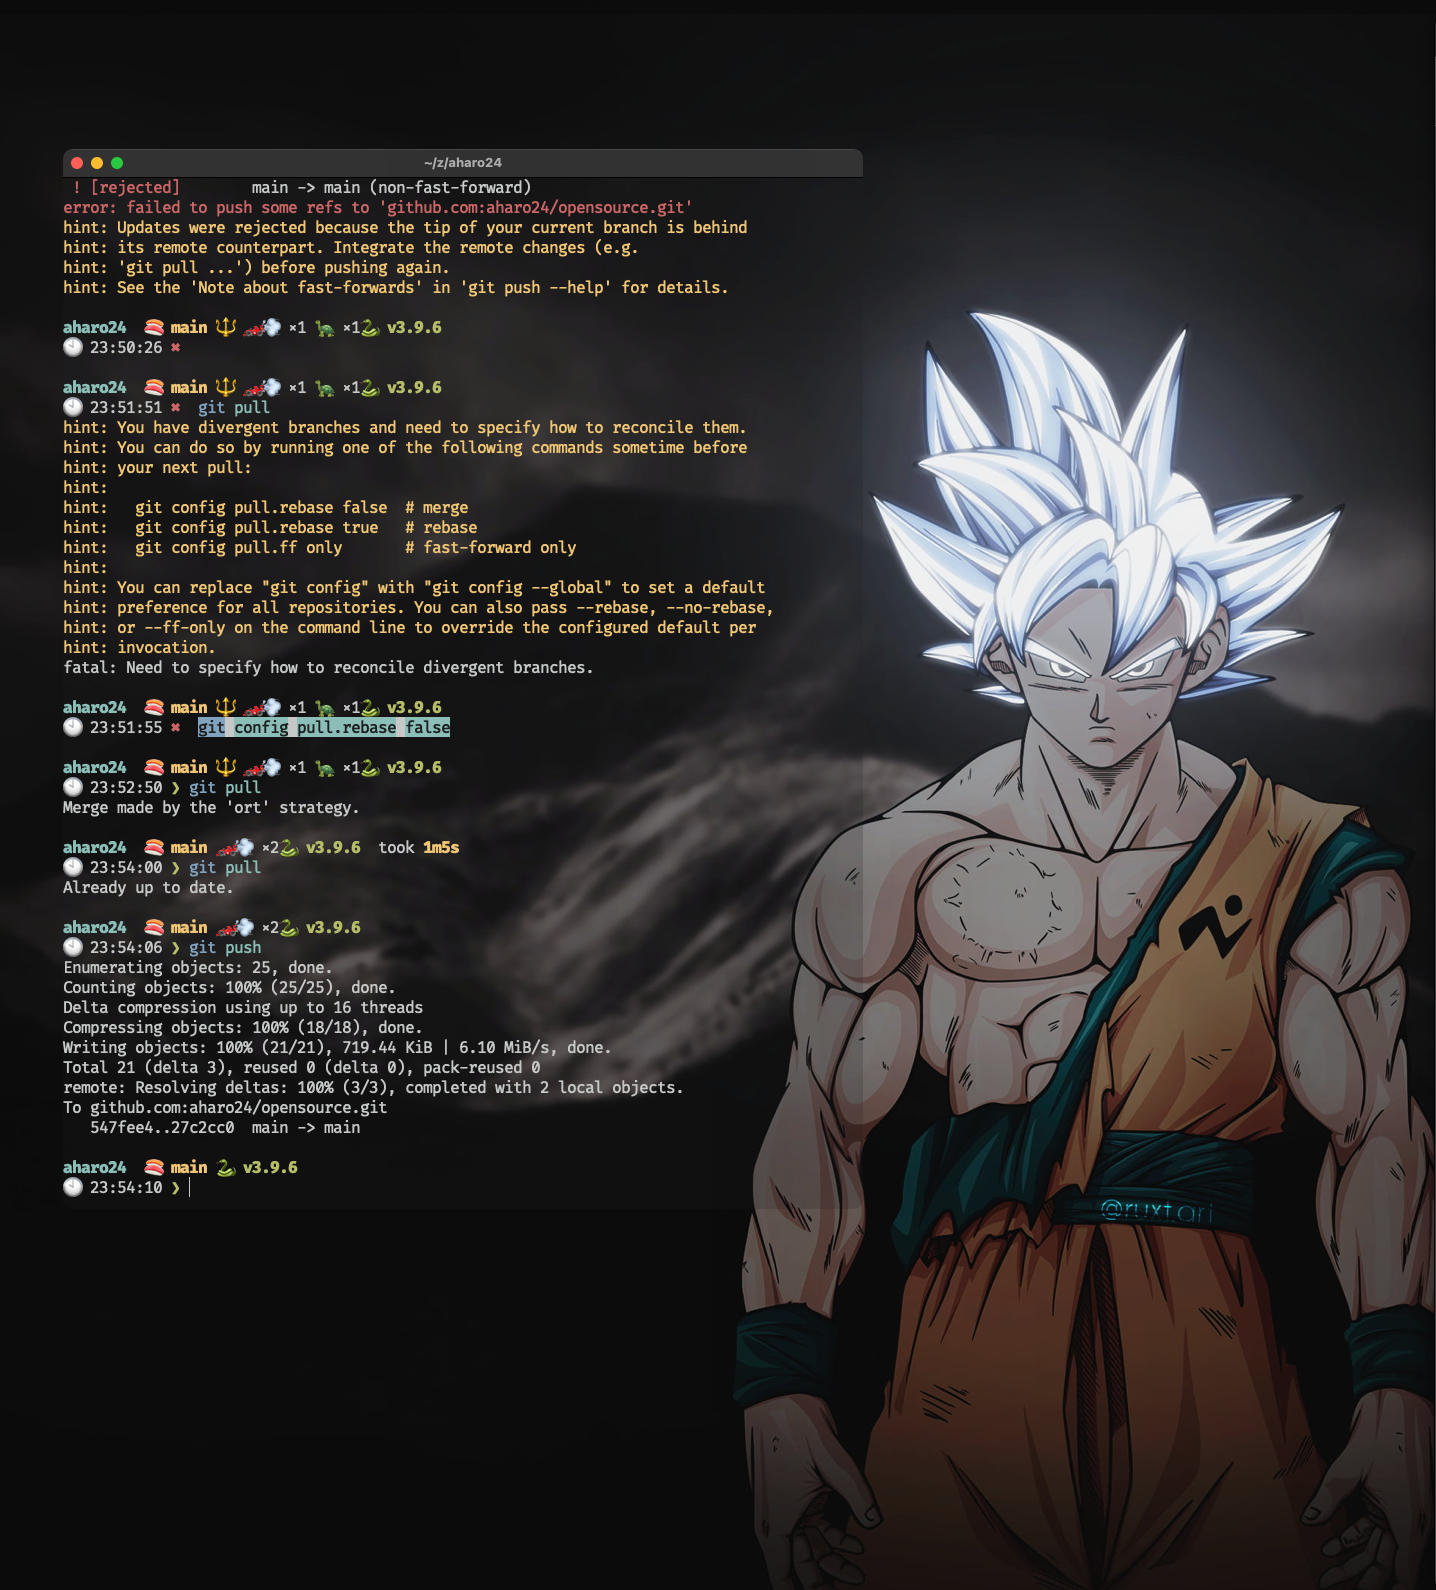 ~/z/aharo24
! [rejected]        main -> main (non-fast-forward)
error: failed to push some refs to 'github.com:aharo24/opensource.git'
hint: Updates were rejected because the tip of your current branch is behind
hint: its remote counterpart. Integrate the remote changes (e.g.
hint: 'git pull ...') before pushing again.
hint: See the 'Note about fast-forwards' in 'git push --help' for details.
aharo24  🍣 main 🔱 🏎💨 ×1 🦕 ×1🐍 v3.9.6
🕙 23:50:26 ✖
aharo24  🍣 main 🔱 🏎💨 ×1 🦕 ×1🐍 v3.9.6
🕙 23:51:51 ✖  git pull
hint: You have divergent branches and need to specify how to reconcile them.
hint: You can do so by running one of the following commands sometime before
hint: your next pull:
hint:
hint:   git config pull.rebase false  # merge
hint:   git config pull.rebase true   # rebase
hint:   git config pull.ff only       # fast-forward only
hint:
hint: You can replace "git config" with "git config --global" to set a default
hint: preference for all repositories. You can also pass --rebase, --no-rebase,
hint: or --ff-only on the command line to override the configured default per
hint: invocation.
fatal: Need to specify how to reconcile divergent branches.
aharo24  🍣 main 🔱 🏎💨 ×1 🦕 ×1🐍 v3.9.6
🕙 23:51:55 ✖  git config pull.rebase false
aharo24  🍣 main 🔱 🏎💨 ×1 🦕 ×1🐍 v3.9.6
🕙 23:52:50 ❯ git pull
Merge made by the 'ort' strategy.
aharo24  🍣 main 🏎💨 ×2🐍 v3.9.6  took 1m5s
🕙 23:54:00 ❯ git pull
Already up to date.
aharo24  🍣 main 🏎💨 ×2🐍 v3.9.6
🕙 23:54:06 ❯ git push
Enumerating objects: 25, done.
Counting objects: 100% (25/25), done.
Delta compression using up to 16 threads
Compressing objects: 100% (18/18), done.
Writing objects: 100% (21/21), 719.44 KiB | 6.10 MiB/s, done.
Total 21 (delta 3), reused 0 (delta 0), pack-reused 0
remote: Resolving deltas: 100% (3/3), completed with 2 local objects.
To github.com:aharo24/opensource.git
   547fee4..27c2cc0  main -> main
aharo24  🍣 main 🐍 v3.9.6
🕙 23:54:10 ❯
@ruxtari